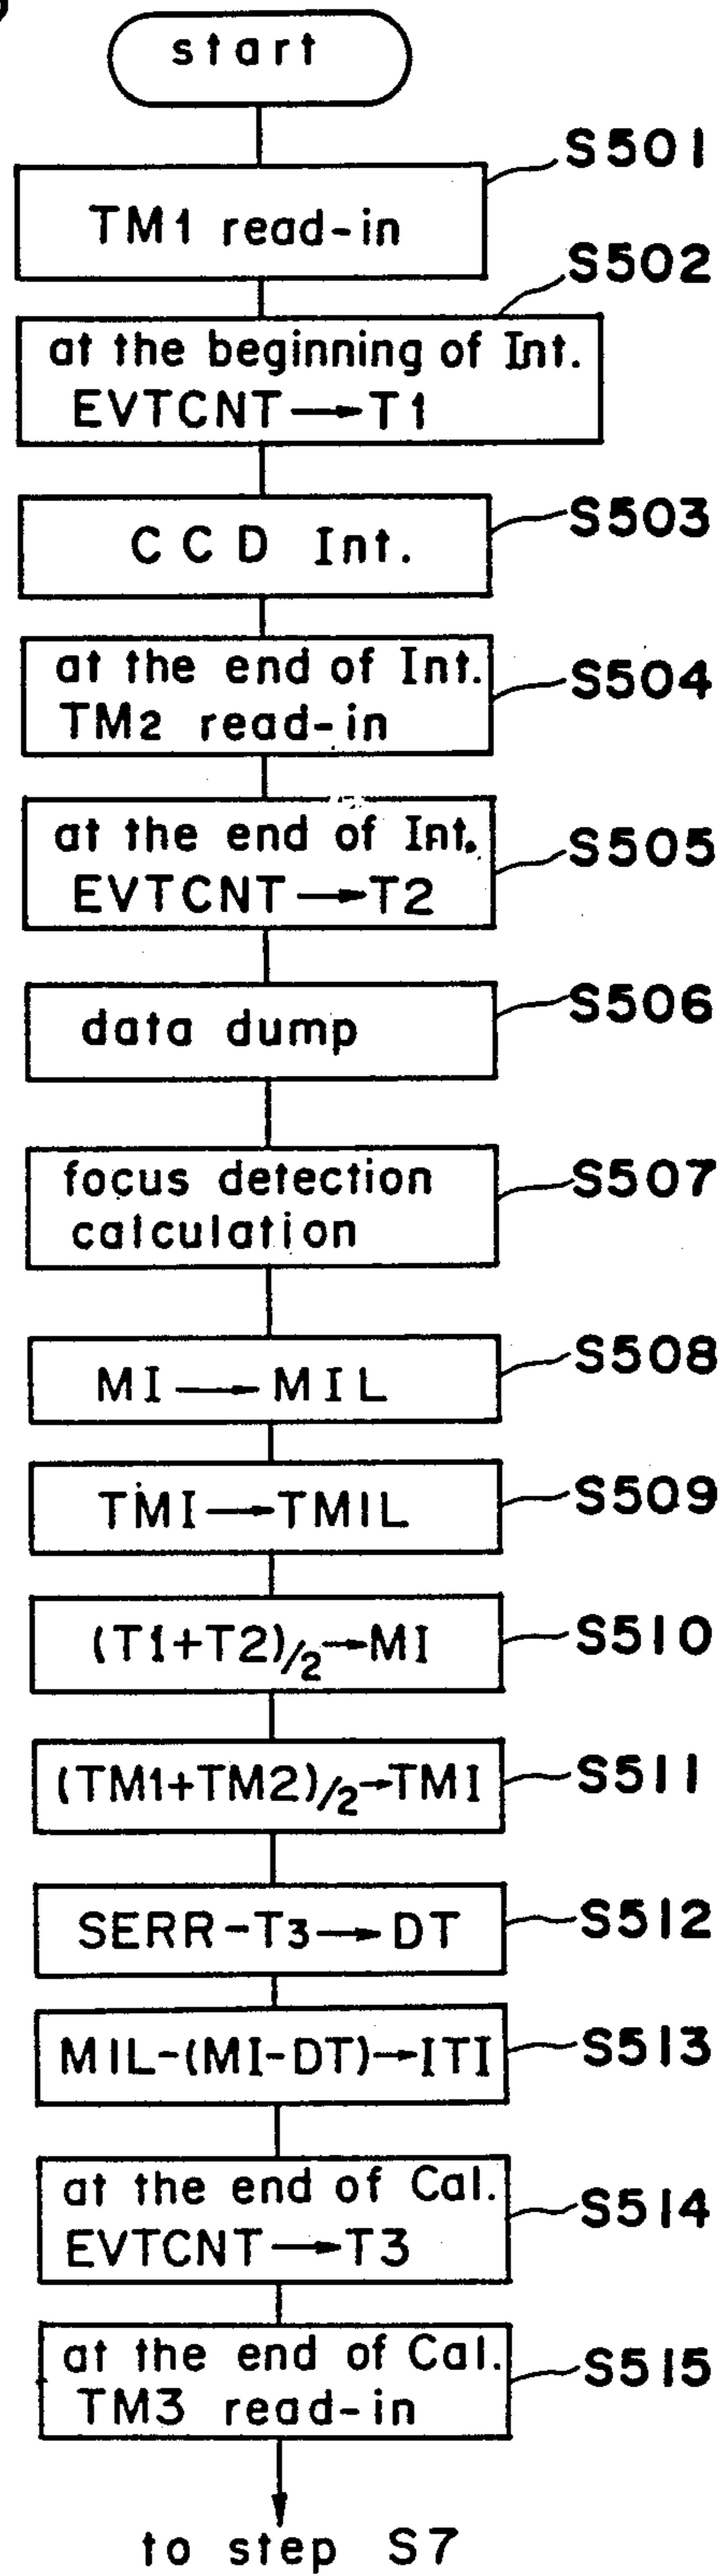 start
S501
TM1 read-in
S502
at the beginning of Int.
EVTCNT→T1
S503
CCD Int.
at the end of Int.
S504
TM2 read-in
at the end of Int.
S505
EVTCNT→T2
S506
data dump
focus detection
S507
calculation
S508
MI→MIL
S509
TMI→TMIL
(T1+T2)/2→MI
S510
(TM1+TM2)/2→TMI
S511
SERR-T3→DT
S512
MIL-(MI-DT)→ITI
S513
at the end of Cal.
S514
EVTCNT→T3
at the end of Cal.
S515
TM3 read-in
to step S7